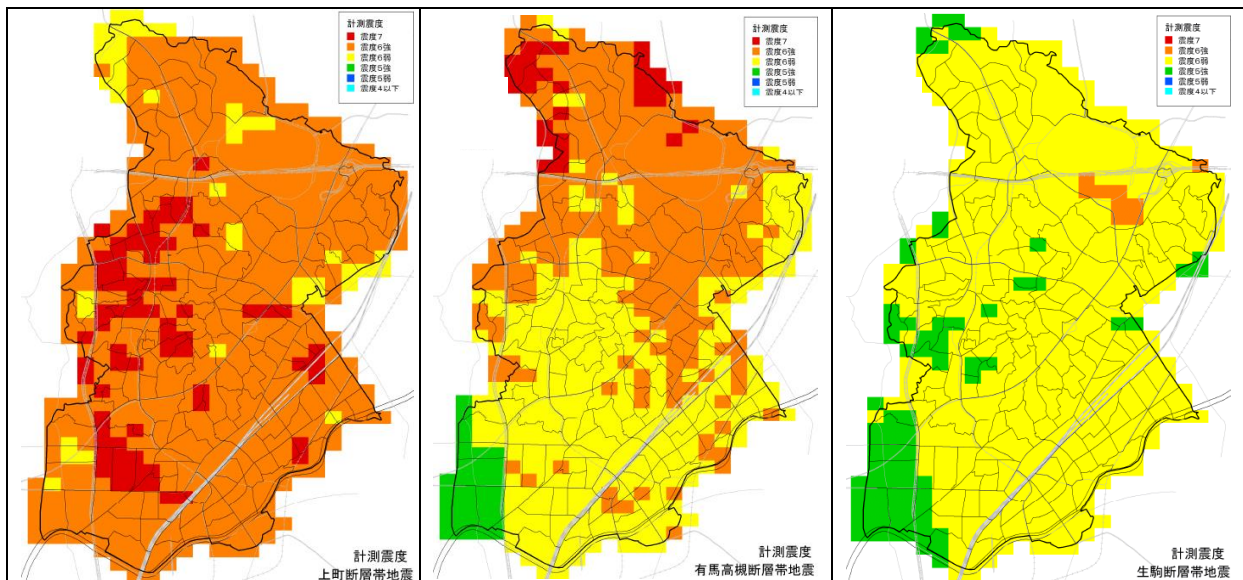 計測震度
震度7
震度6強
震度6弱
震度5強
震度5弱
震度4以下
計測震度
上町断層帯地震
計測震度
震度7
震度6強
震度6弱
震度5強
震度5弱
震度4以下
計測震度
有馬高槻断層帯地震
計測震度
震度7
震度6強
震度6弱
震度5強
震度5弱
震度4以下
計測震度
生駒断層帯地震